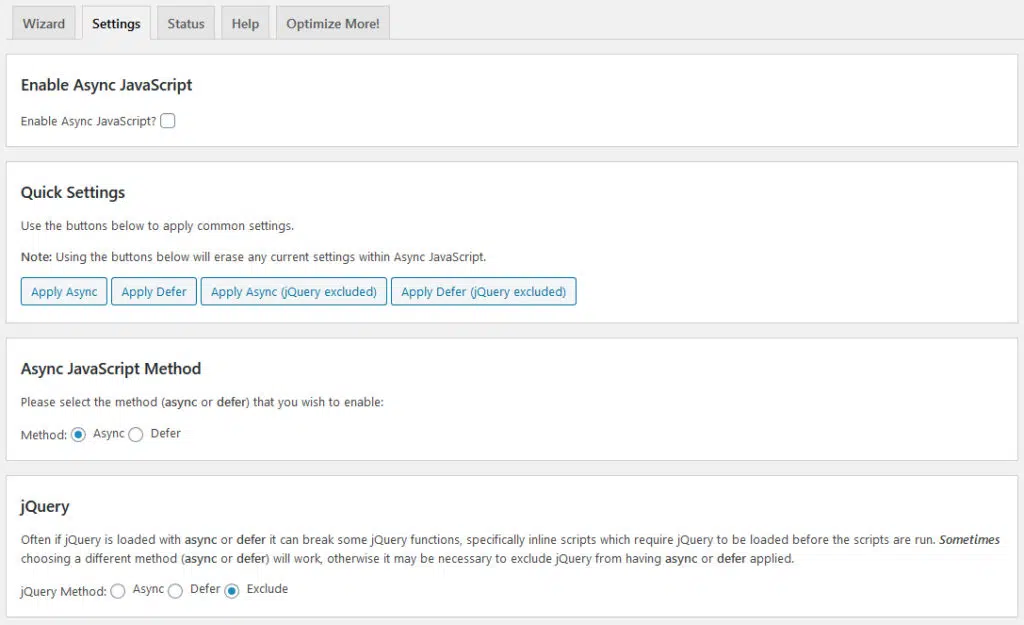 Wizard Settings Status Help Optimize More!
Enable Async JavaScript
Enable Async JavaScript?
Quick Settings
Use the buttons below to apply common settings.
Note: Using the buttons below will erase any current settings within Async JavaScript.
Apply Async Apply Defer Apply Async (jQuery excluded) Apply Defer (jQuery excluded)
Async JavaScript Method
Please select the method (async or defer) that you wish to enable:
Method: Async Defer
jQuery
Often if jQuery is loaded with async or defer it can break some jQuery functions, specifically inline scripts which require jQuery to be loaded before the scripts are run. Sometimes
choosing a different method (async or defer) will work, otherwise it may be necessary to exclude jQuery from having async or defer applied.
jQuery Method: Async Defer Exclude